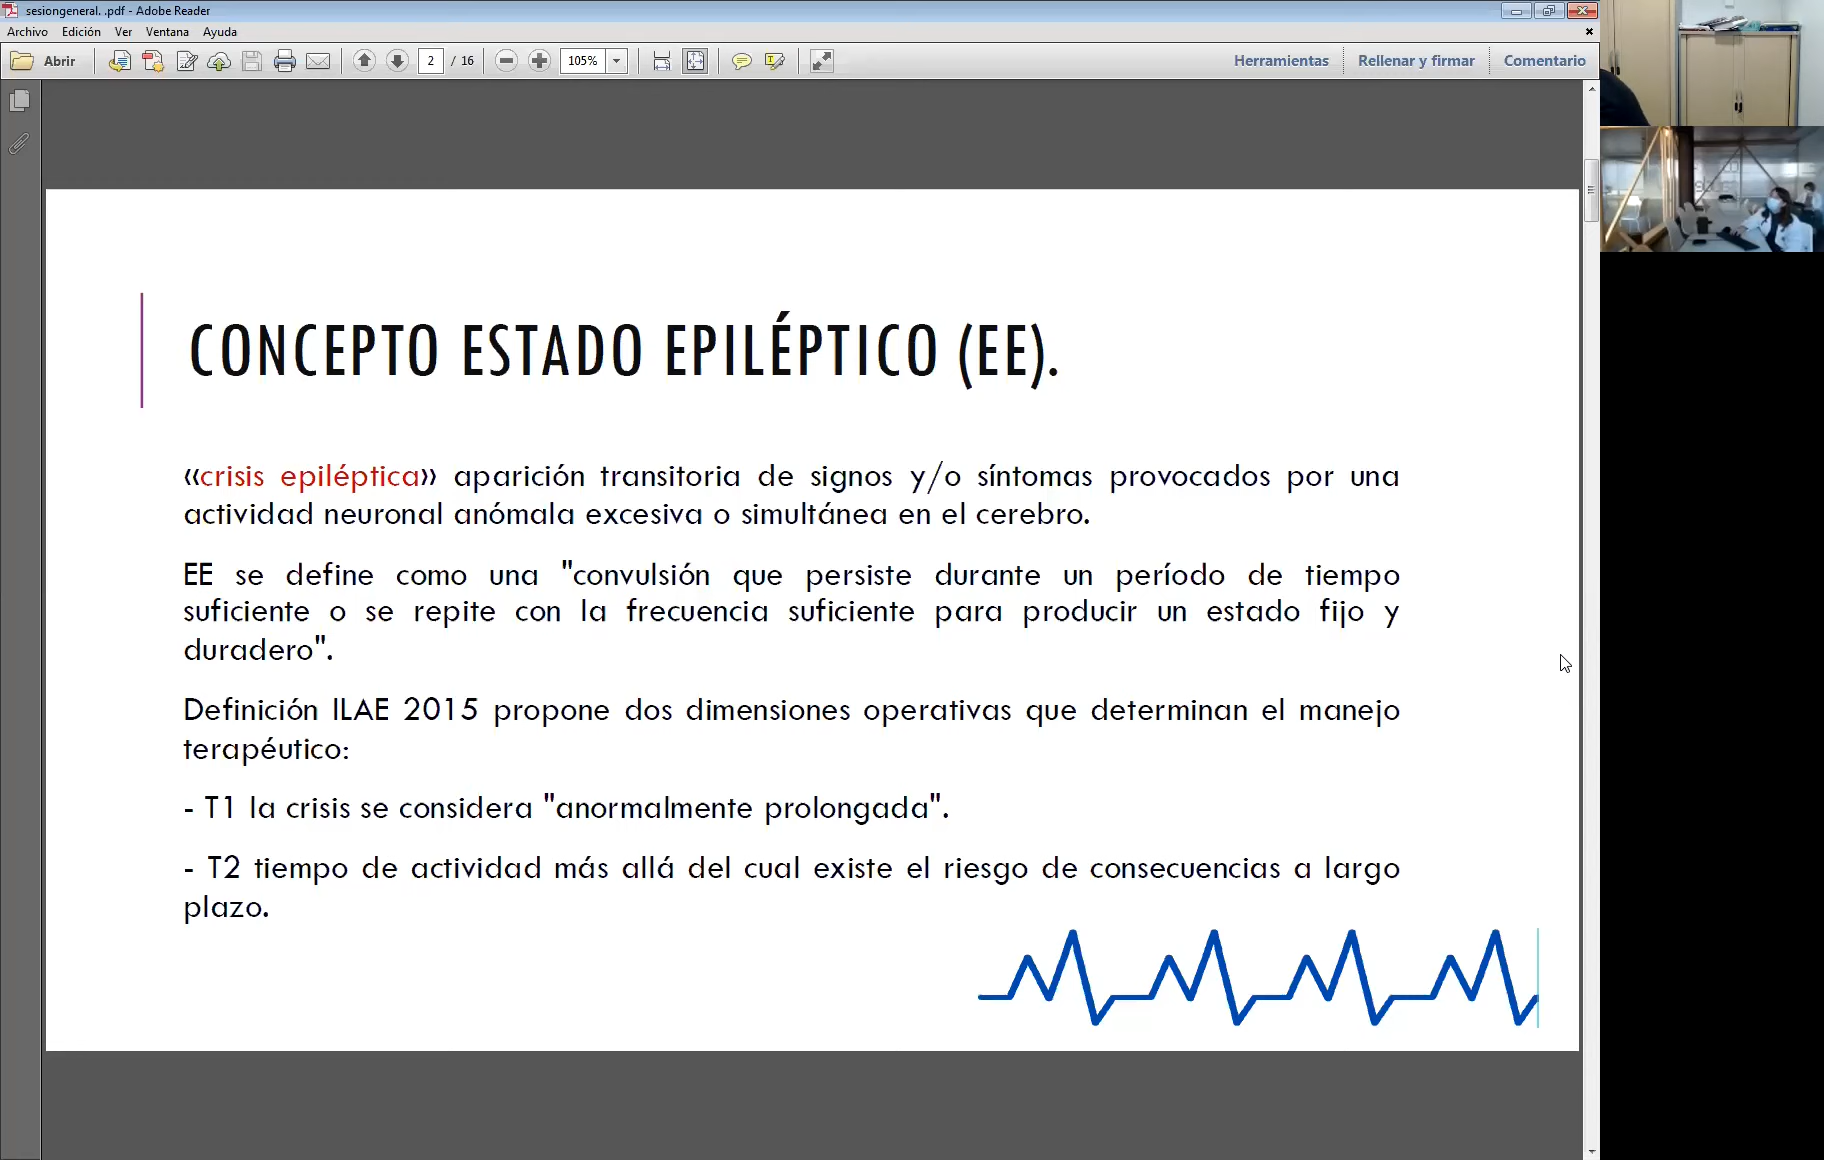 sesiongeneral. .pdf - Adobe Reader
Archivo Edición Ver Ventana Ayuda
Abrir 2 / 16 105% Herramientas Rellenar y firmar Comentario
CONCEPTO ESTADO EPILÉPTICO (EE).
«crisis epiléptica» aparición transitoria de signos y/o síntomas provocados por una
actividad neuronal anómala excesiva o simultánea en el cerebro.
EE se define como una "convulsión que persiste durante un período de tiempo
suficiente o se repite con la frecuencia suficiente para producir un estado fijo y
duradero".
Definición ILAE 2015 propone dos dimensiones operativas que determinan el manejo
terapéutico:
- T1 la crisis se considera "anormalmente prolongada".
- T2 tiempo de actividad más allá del cual existe el riesgo de consecuencias a largo
plazo.